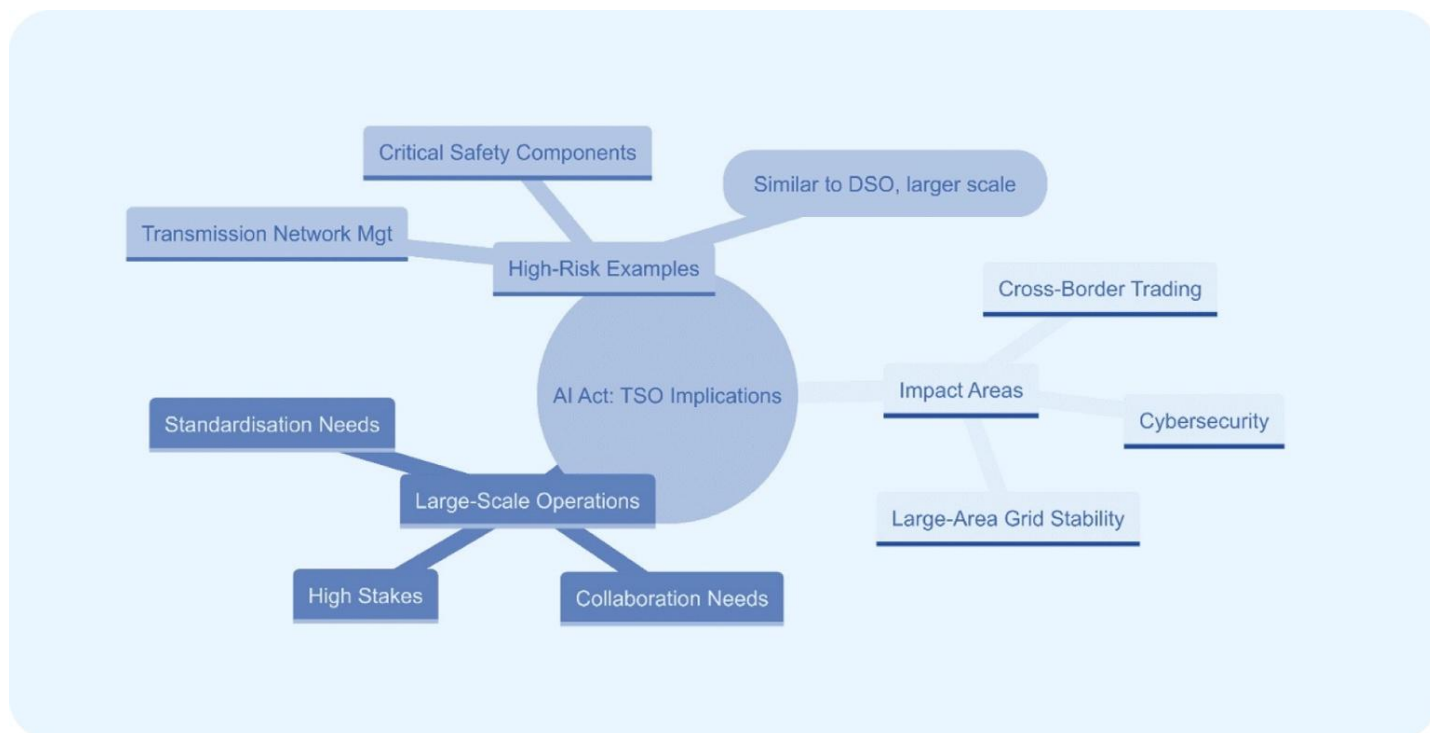 Critical Safety Components
Similar to DSO, larger scale
Transmission Network Mgt
High-Risk Examples
Cross-Border Trading
AI Act: TSO Implications
Impact Areas
Cybersecurity
Standardisation Needs
Large-Scale Operations
Large-Area Grid Stability
High Stakes
Collaboration Needs